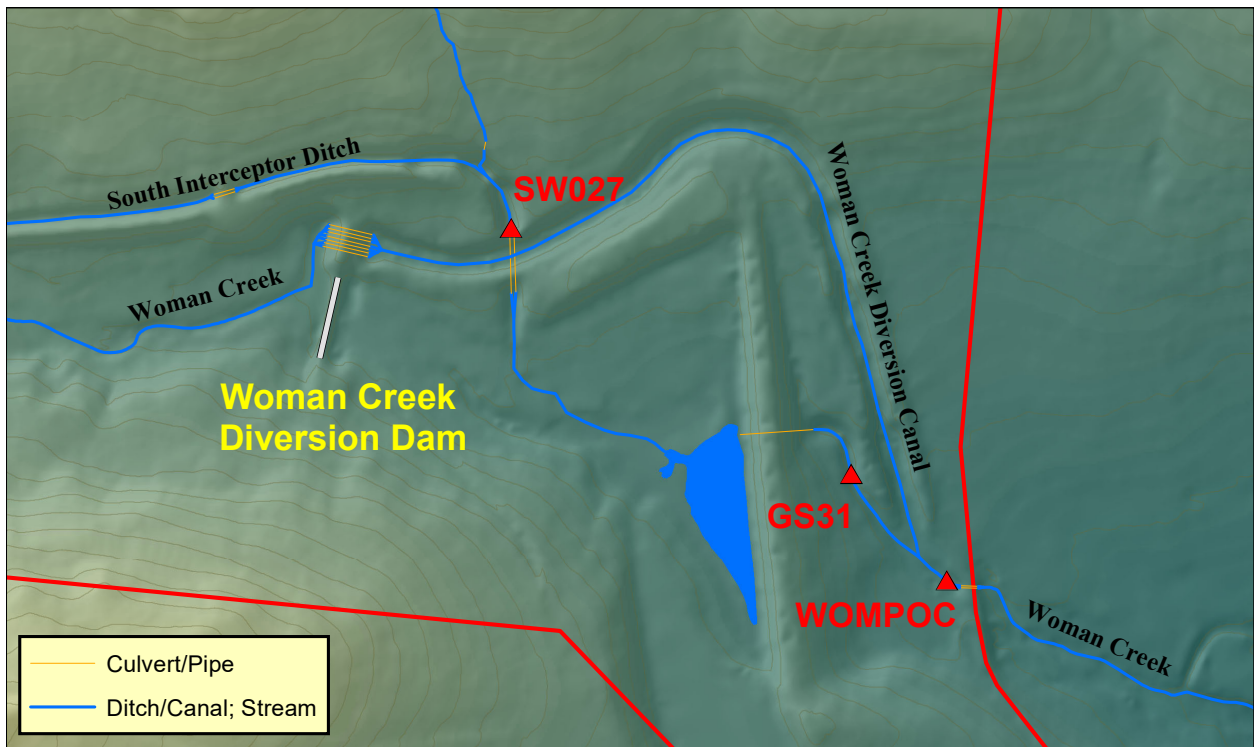 South Interceptor Ditch
SW027
Woman Creek Diversion Canal
Woman Creek
Woman Creek
Diversion Dam
GS31
WOMPOC
Woman Creek
Culvert/Pipe
Ditch/Canal; Stream